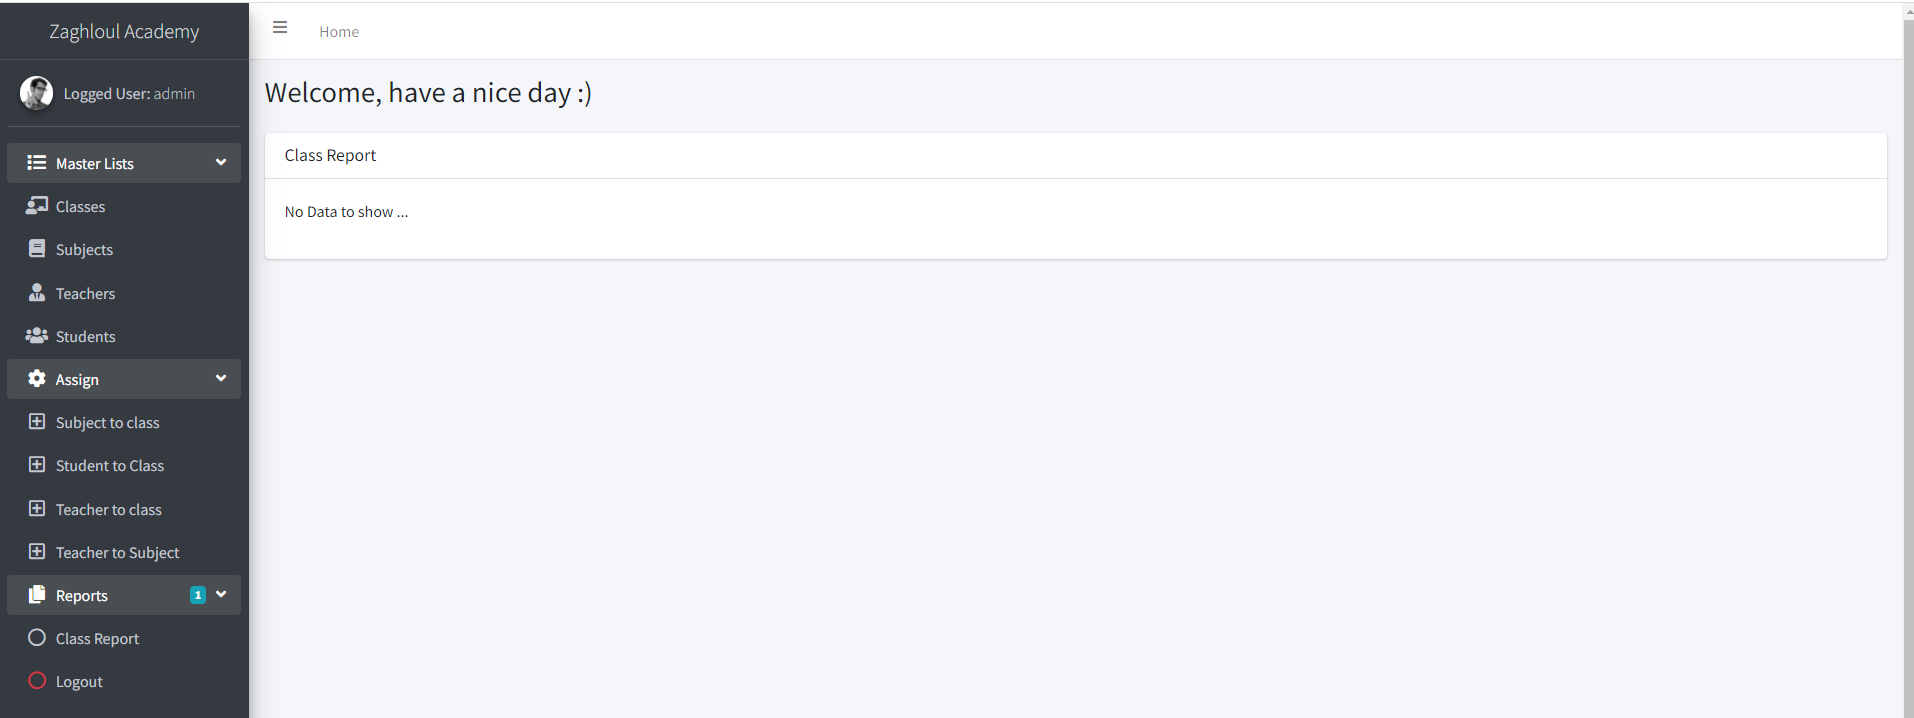 Zaghloul Academy
Home
Logged User: admin
Welcome, have a nice day :)
Master Lists
Classes
Subjects
Teachers
Students
Assign
Subject to class
Student to Class
Teacher to class
Teacher to Subject
Reports 1
Class Report
Logout
Class Report
No Data to show ...